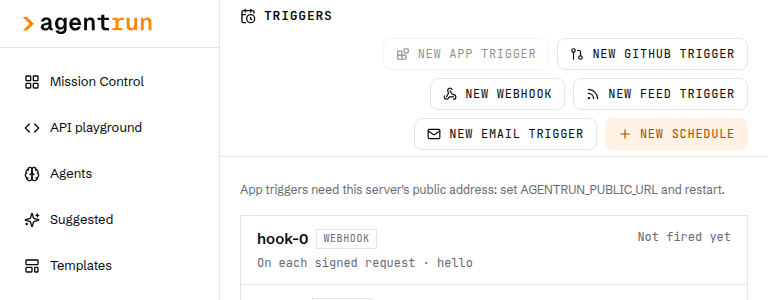 agentrun
TRIGGERS
NEW APP TRIGGER
NEW GITHUB TRIGGER
NEW WEBHOOK
NEW FEED TRIGGER
NEW EMAIL TRIGGER
NEW SCHEDULE
Mission Control
API playground
Agents
Suggested
Templates
App triggers need this server's public address: set AGENTRUN_PUBLIC_URL and restart.
hook-0 WEBHOOK
Not fired yet
On each signed request · hello